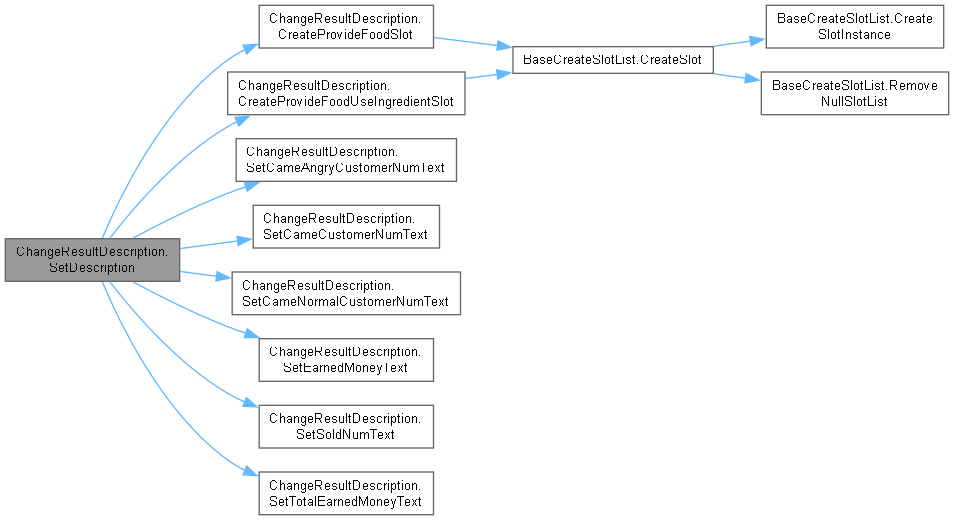 ChangeResultDescription.
CreateProvideFoodSlot
BaseCreateSlotList.Create
SlotInstance
BaseCreateSlotList.CreateSlot
ChangeResultDescription.
CreateProvideFoodUseIngredientSlot
BaseCreateSlotList.Remove
NullSlotList
ChangeResultDescription.
SetCameAngryCustomerNumText
ChangeResultDescription.
SetCameCustomerNumText
ChangeResultDescription.
SetDescription
ChangeResultDescription.
SetCameNormalCustomerNumText
ChangeResultDescription.
SetEarnedMoneyText
ChangeResultDescription.
SetSoldNumText
ChangeResultDescription.
SetTotalEarnedMoneyText